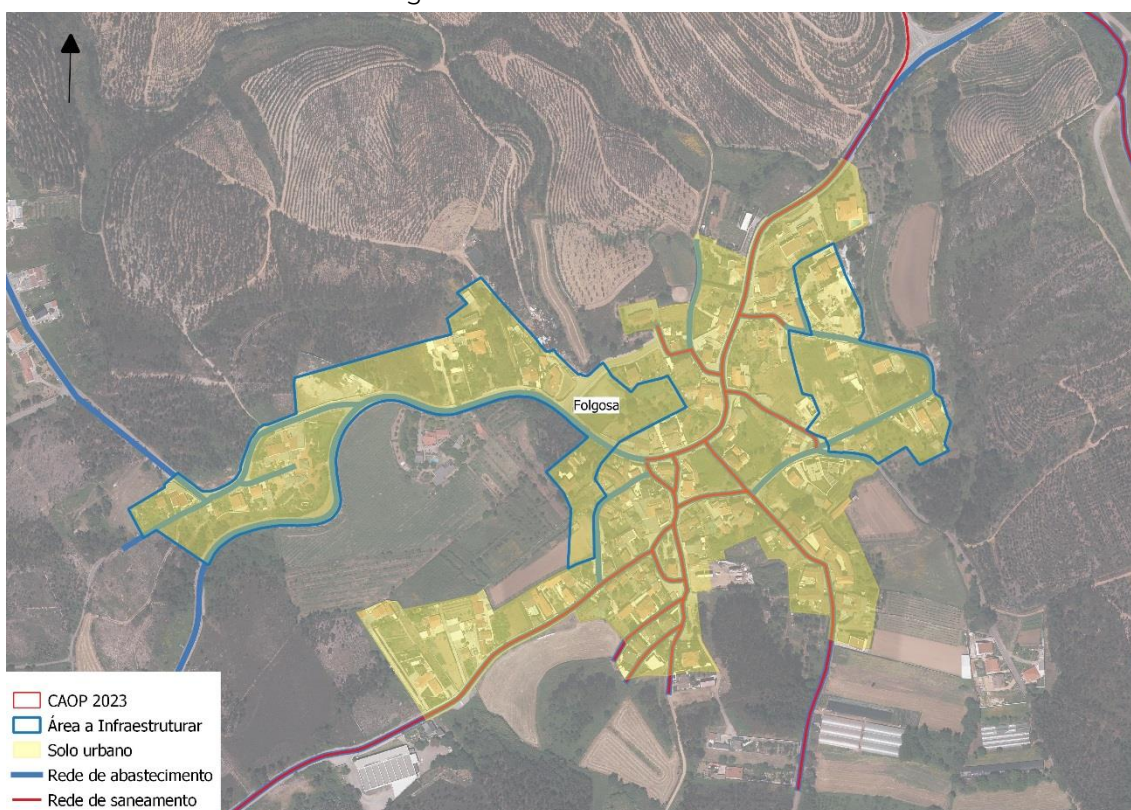 g
Folgosa
CAOP 2023
Área a Infraestruturar
Solo urbano
Rede de abastecimento
Rede de saneamento